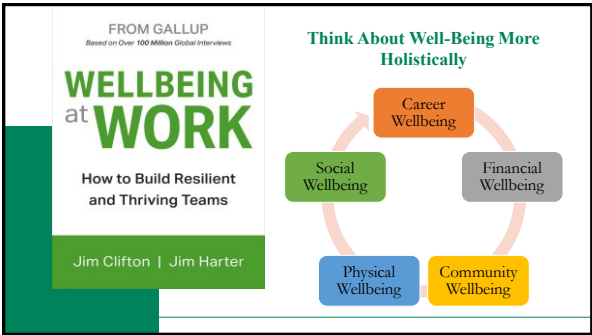 FROM GALLUP
Based on Over 100 Million Global Interviews
WELLBEING
at WORK
How to Build Resilient
and Thriving Teams
Jim Clifton | Jim Harter
Think About Well-Being More
Holistically
Career
Wellbeing
Financial
Wellbeing
Community
Wellbeing
Physical
Wellbeing
Social
Wellbeing